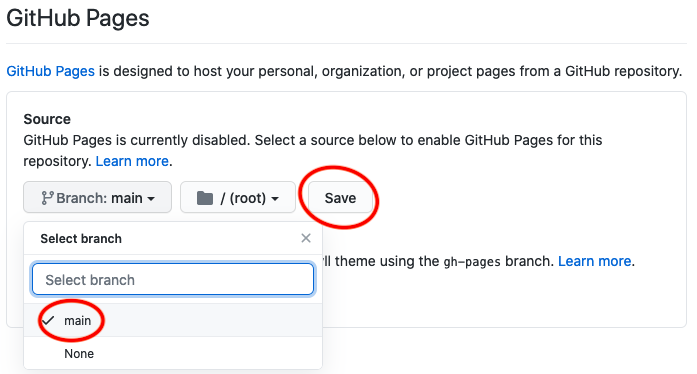 GitHub Pages
GitHub Pages is designed to host your personal, organization, or project pages from a GitHub repository.
Source
GitHub Pages is currently disabled. Select a source below to enable GitHub Pages for this
repository. Learn more.
Branch: main
/ (root)
Save
Select branch
ll theme using the gh-pages branch. Learn more.
Select branch
main
None